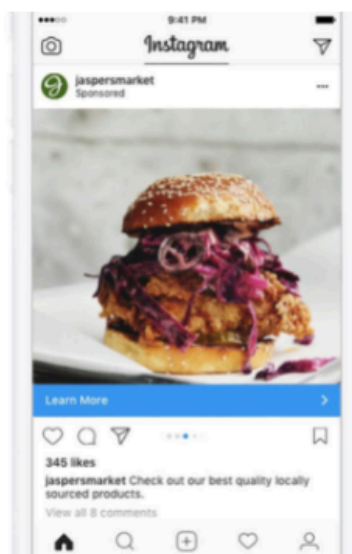 9:41 PM
Instagram
jaspersmarket
Sponsored
Learn More
345 likes
jaspersmarket Check out our best quality locally
sourced products.
View all 8 comments